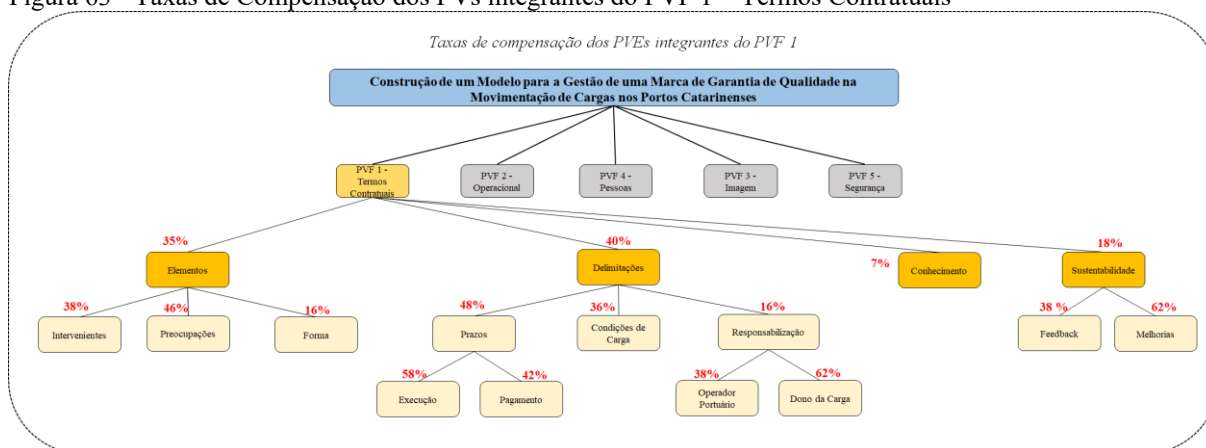 Figura 63 – Taxas de Compensação dos PVs integrantes do PVF 1 – Termos Contratuais
Taxas de compensação dos PVEs integrantes do PVF 1
Construção de um Modelo para a Gestão de uma Marca de Garantia de Qualidade na
Movimentação de Cargas nos Portos Catarinenses
PVF 1 -
Termos
Contratuais
PVF 2 -
Operacional
PVF 4 -
Pessoas
PVF 3 -
Imagem
PVF 5 -
Segurança
35%
Elementos
40%
Delimitações
7%
Conhecimento
18%
Sustentabilidade
38%
Intervenientes
46%
Preocupações
16%
Forma
48%
Prazos
36%
Condições de
Carga
16%
Responsabilização
38 %
Feedback
62%
Melhorias
58%
Execução
42%
Pagamento
38%
Operador
Portuário
62%
Dono da Carga